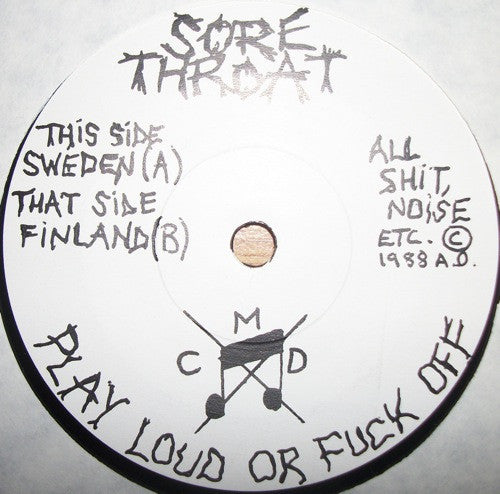 SORE
THROAT
THiS SiDE
SWEDEN (A)
THAT SiDE
FiNLAND (B)
ALL
SHiT,
NOiSE
ETC. ©
1988 A.D.
M
C D
PLAY LOUD OR FUCK OFF